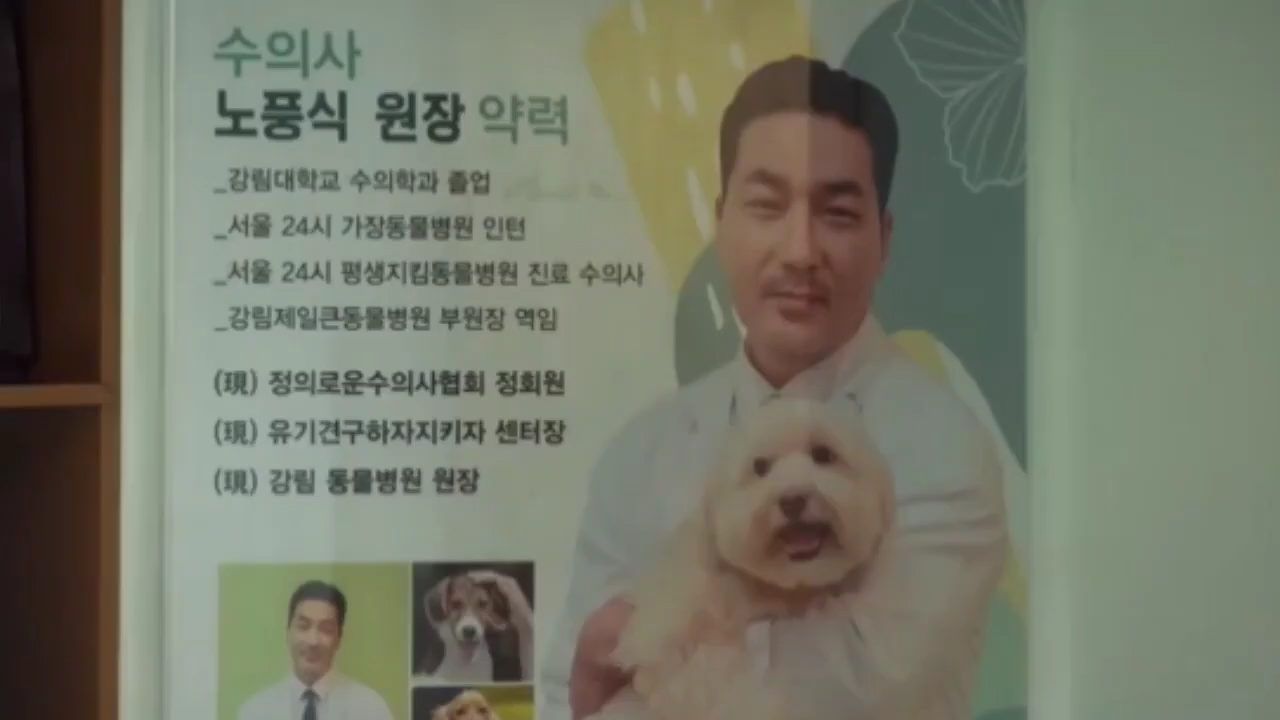 수의사
노풍식 원장 약력
_강림대학교 수의학과 졸업
_서울 24시 가장동물병원 인턴
_서울 24시 평생지킴동물병원 진료 수의사
_강림제일큰동물병원 부원장 역임
(現) 정의로운수의사협회 정회원
(現) 유기견구하자지키자 센터장
(現) 강림 동물병원 원장